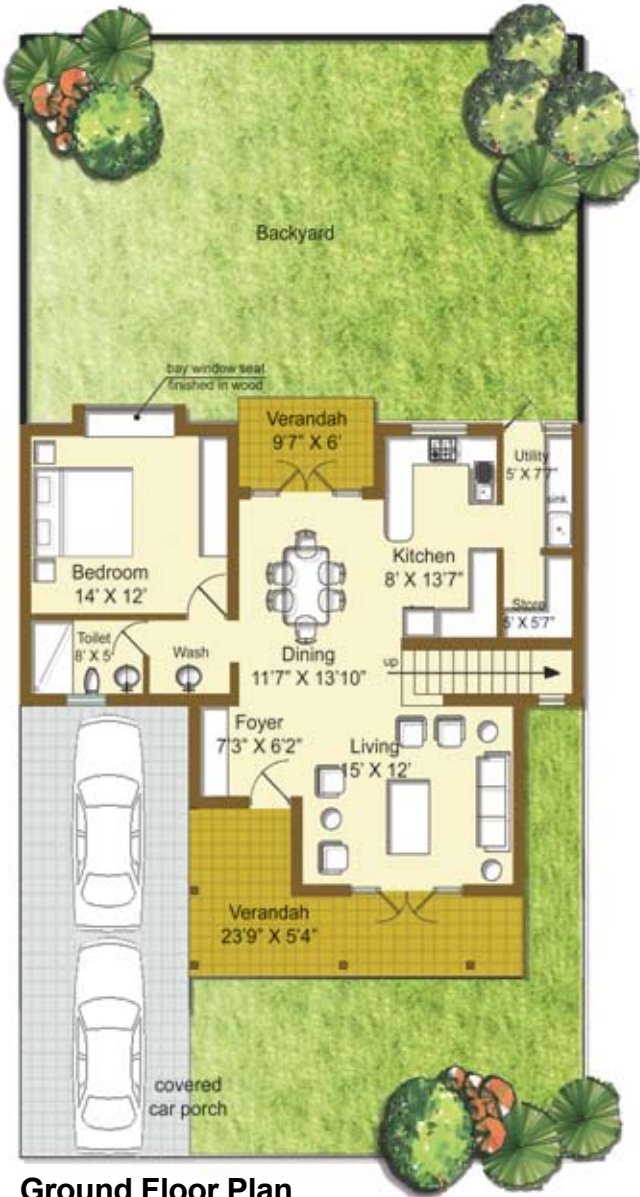 Backyard
bay window seat
finished in wood
Verandah
9'7" X 6'
Utility
5' X 7'7"
sink
Kitchen
8' X 13'7"
Bedroom
14' X 12'
Store
5' X 5'7"
Toilet
8' X 5'
Wash
Dining
11'7" X 13'10"
up
Foyer
7'3" X 6'2"
Living
15' X 12'
Verandah
23'9" X 5'4"
covered
car porch
Ground Floor Plan